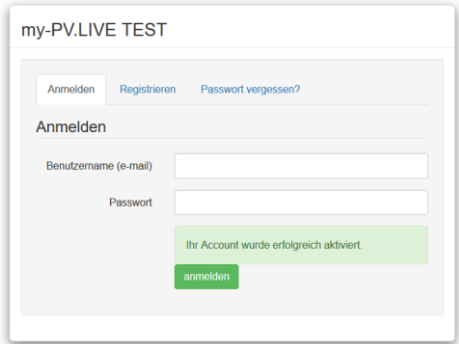 my-PV.LIVE TEST
Anmelden Registrieren Passwort vergessen?
Anmelden
Benutzername (e-mail)
Passwort
Ihr Account wurde erfolgreich aktiviert.
anmelden